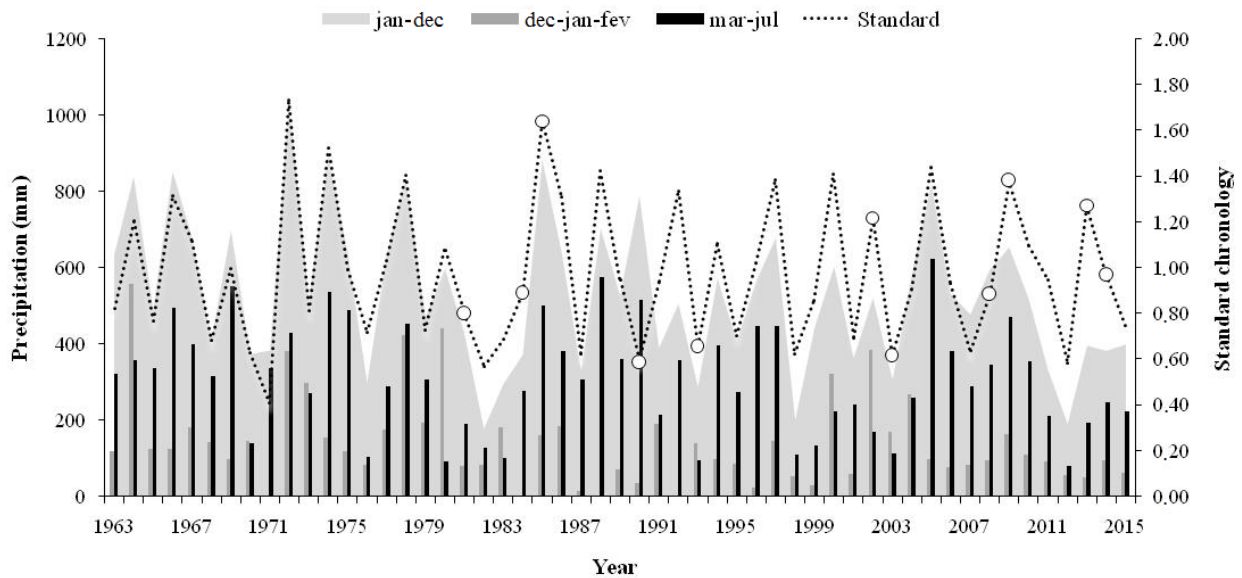 jan-dec dec-jan-fev mar-jul Standard
1200 2.00
1.80
1000 1.60
800 1.40
1.20
600 1.00
400 0.80
0.60
200 0.40
0.20
0 0.00
Precipitation (mm)
Standard chronology
1963 1967 1971 1975 1979 1983 1987 1991 1995 1999 2003 2007 2011 2015
Year